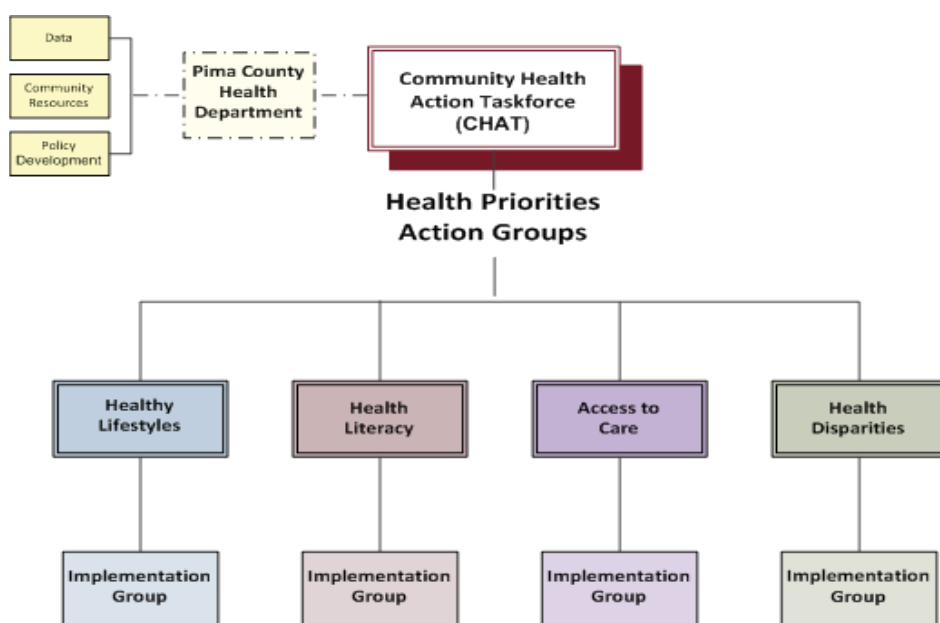 Data
Community
Resources
Policy
Development
Pima County
Health
Department
Community Health
Action Taskforce
(CHAT)
Health Priorities
Action Groups
Healthy
Lifestyles
Health
Literacy
Access to
Care
Health
Disparities
Implementation
Group
Implementation
Group
Implementation
Group
Implementation
Group